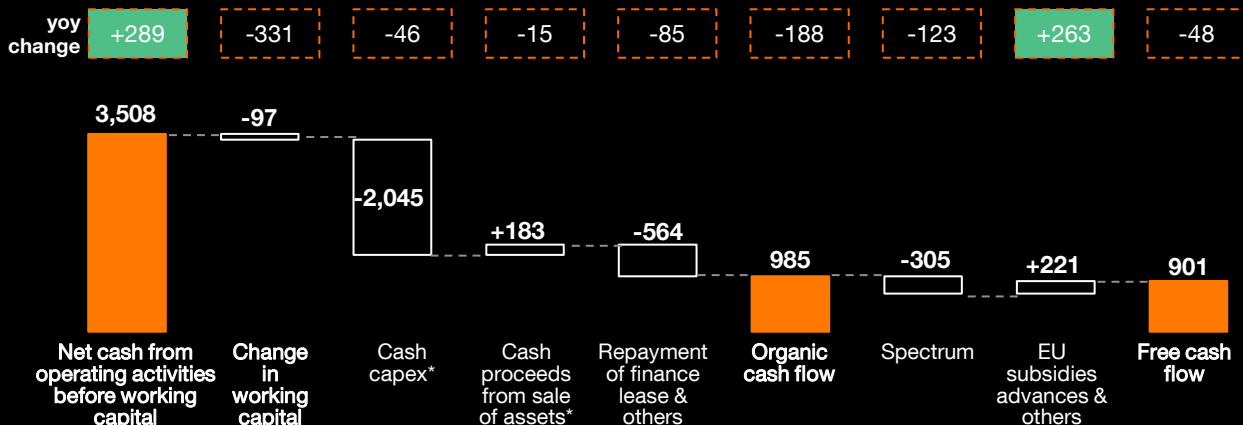 yoy
change
+289
-331
-46
-15
-85
-188
-123
+263
-48
3,508
-97
-2,045
+183
-564
985
-305
+221
901
Net cash from
operating activities
before working
capital
Change
in
working
capital
Cash
capex*
Cash
proceeds
from sale
of assets*
Repayment
of finance
lease &
others
Organic
cash flow
Spectrum
EU
subsidies
advances &
others
Free cash
flow